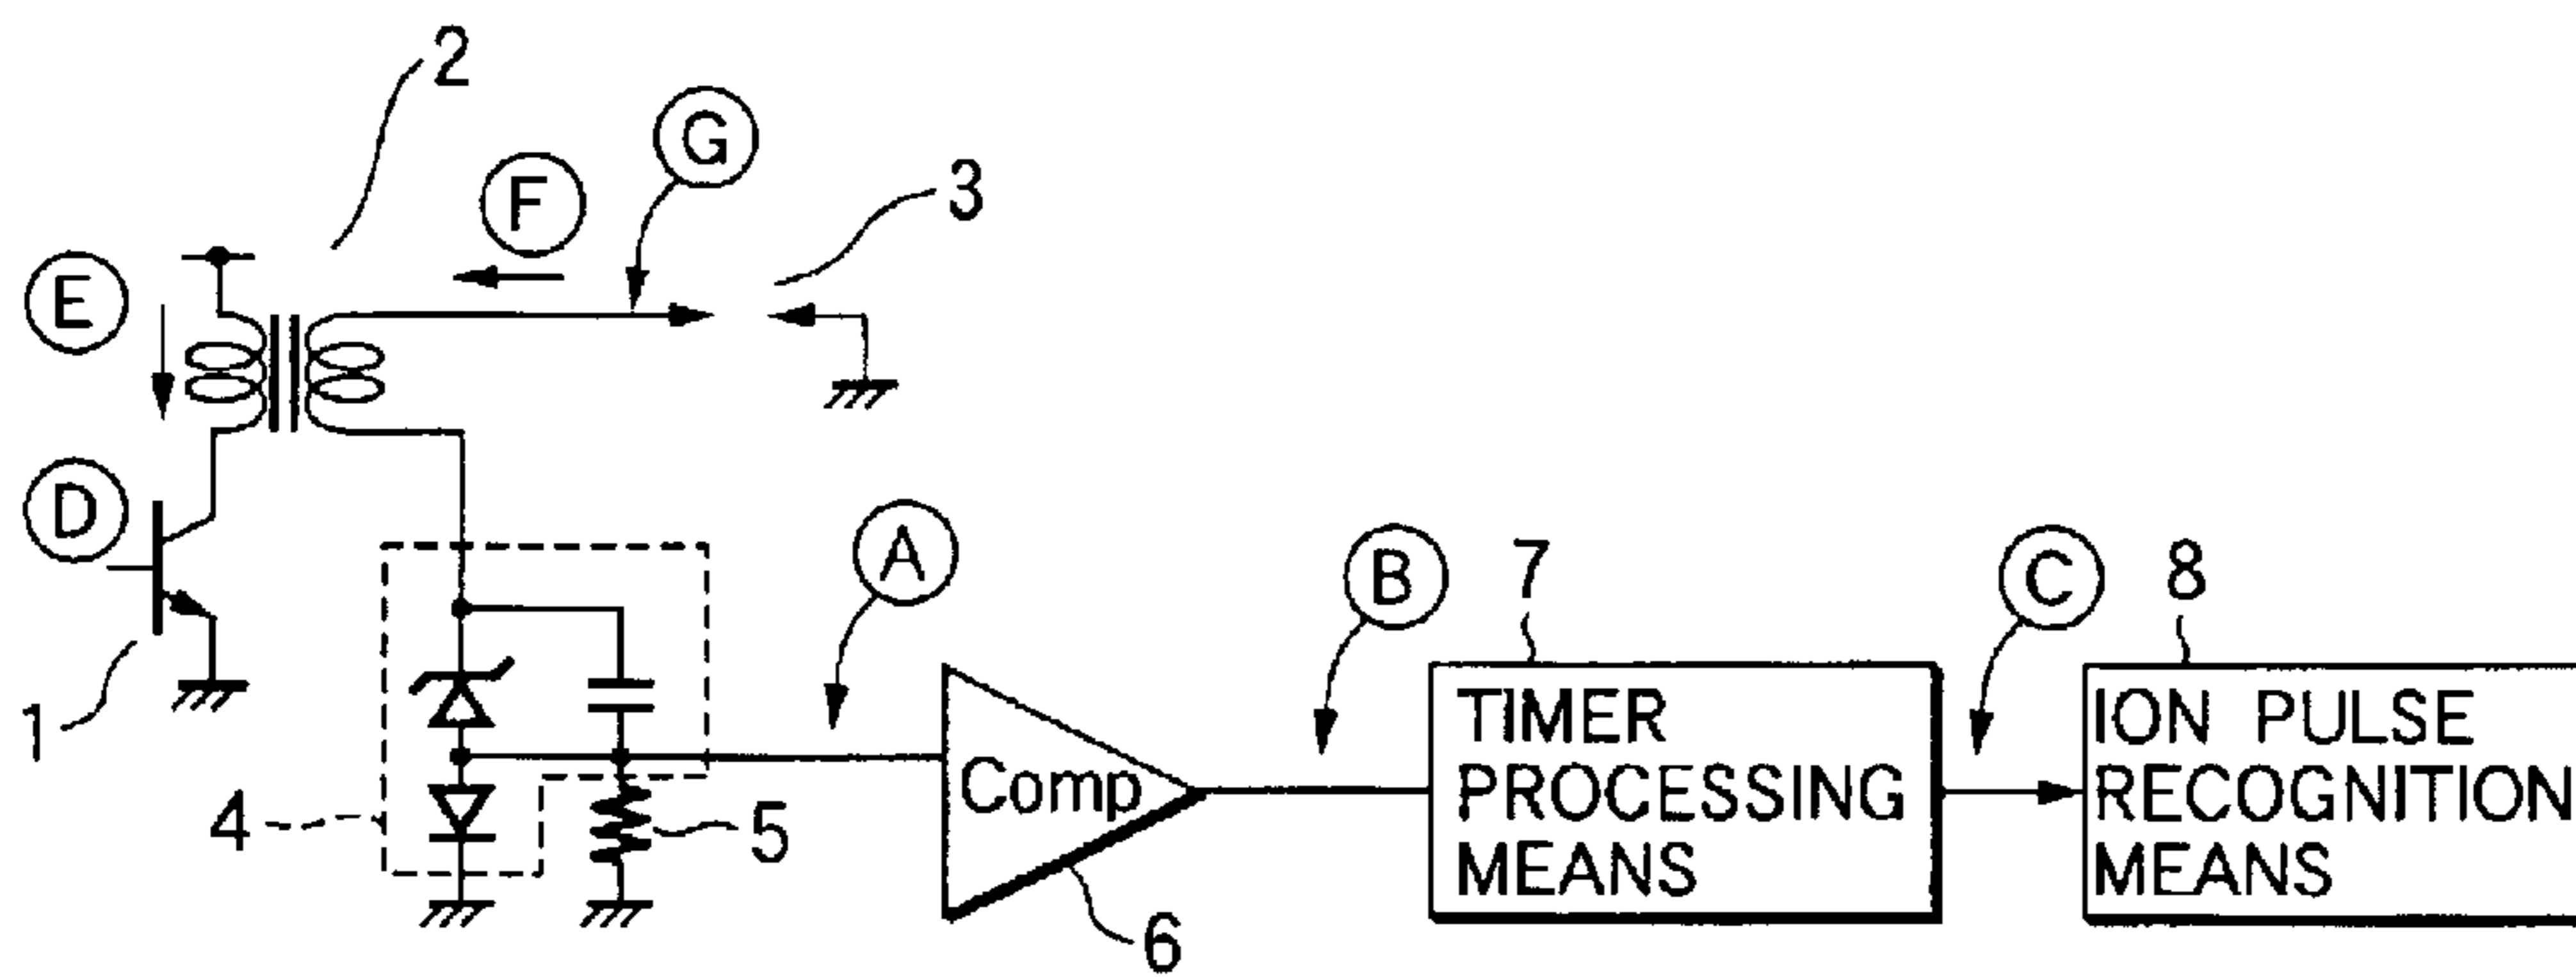 2
G
F
3
E
D
A
B
7
C
8
1
TIMER
PROCESSING
MEANS
ION PULSE
RECOGNITION
MEANS
Comp
4
5
6